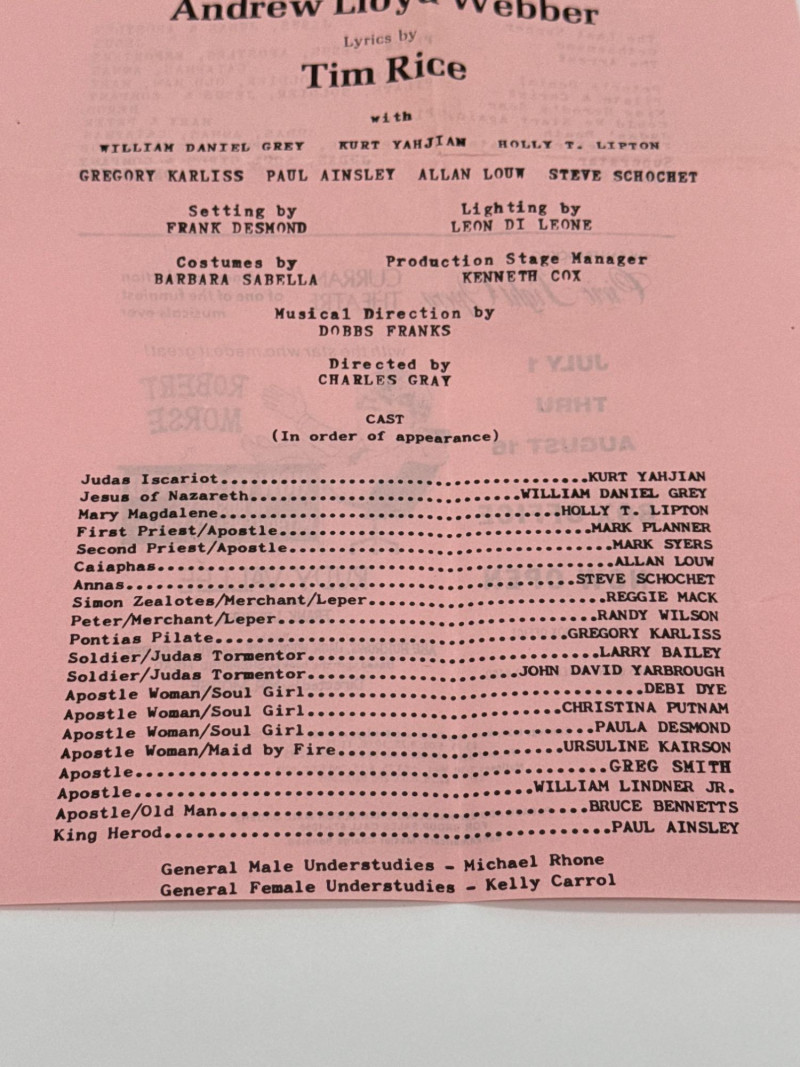 Andrew Lloyd Webber
Lyrics by
Tim Rice
with
WILLIAM DANIEL GREY KURT YAHJIAN HOLLY T. LIPTON
GREGORY KARLISS PAUL AINSLEY ALLAN LOUW STEVE SCHOCHET
Setting by Lighting by
FRANK DESMOND LEON DI LEONE
Costumes by Production Stage Manager
BARBARA SABELLA KENNETH COX
Musical Direction by
DOBBS FRANKS
Directed by
CHARLES GRAY
CAST
(In order of appearance)
Judas Iscariot........................................KURT YAHJIAN
Jesus of Nazareth.............................WILLIAM DANIEL GREY
Mary Magdalene.....................................HOLLY T. LIPTON
First Priest/Apostle.................................MARK PLANNER
Second Priest/Apostle..................................MARK SYERS
Caiaphas...............................................ALLAN LOUW
Annas..............................................STEVE SCHOCHET
Simon Zealotes/Merchant/Leper.........................REGGIE MACK
Peter/Merchant/Leper.................................RANDY WILSON
Pontias Pilate.....................................GREGORY KARLISS
Soldier/Judas Tormentor...............................LARRY BAILEY
Soldier/Judas Tormentor.......................JOHN DAVID YARBROUGH
Apostle Woman/Soul Girl...................................DEBI DYE
Apostle Woman/Soul Girl..........................CHRISTINA PUTNAM
Apostle Woman/Soul Girl..............................PAULA DESMOND
Apostle Woman/Maid by Fire........................URSULINE KAIRSON
Apostle................................................GREG SMITH
Apostle.......................................WILLIAM LINDNER JR.
Apostle/Old Man......................................BRUCE BENNETTS
King Herod.............................................PAUL AINSLEY
General Male Understudies - Michael Rhone
General Female Understudies - Kelly Carrol